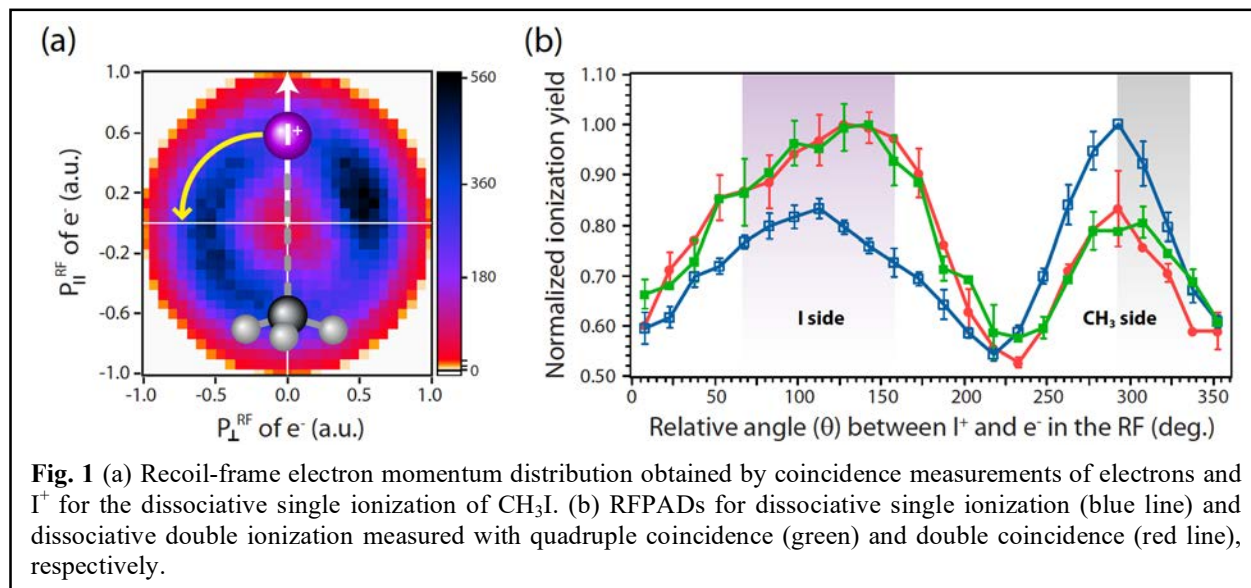 (a)
1.0
0.6
0.2
-0.2
-0.6
-1.0
-1.0
-0.5
0.0
0.5
1.0
P||RF of e- (a.u.)
P⊥RF of e- (a.u.)
+
560
360
180
0
(b)
1.10
1.00
0.90
0.80
0.70
0.60
0.50
Normalized ionization yield
I side
CH3 side
0
50
100
150
200
250
300
350
Relative angle (θ) between I+ and e- in the RF (deg.)
Fig. 1 (a) Recoil-frame electron momentum distribution obtained by coincidence measurements of electrons and
I+ for the dissociative single ionization of CH3I. (b) RFPADs for dissociative single ionization (blue line) and
dissociative double ionization measured with quadruple coincidence (green) and double coincidence (red line),
respectively.